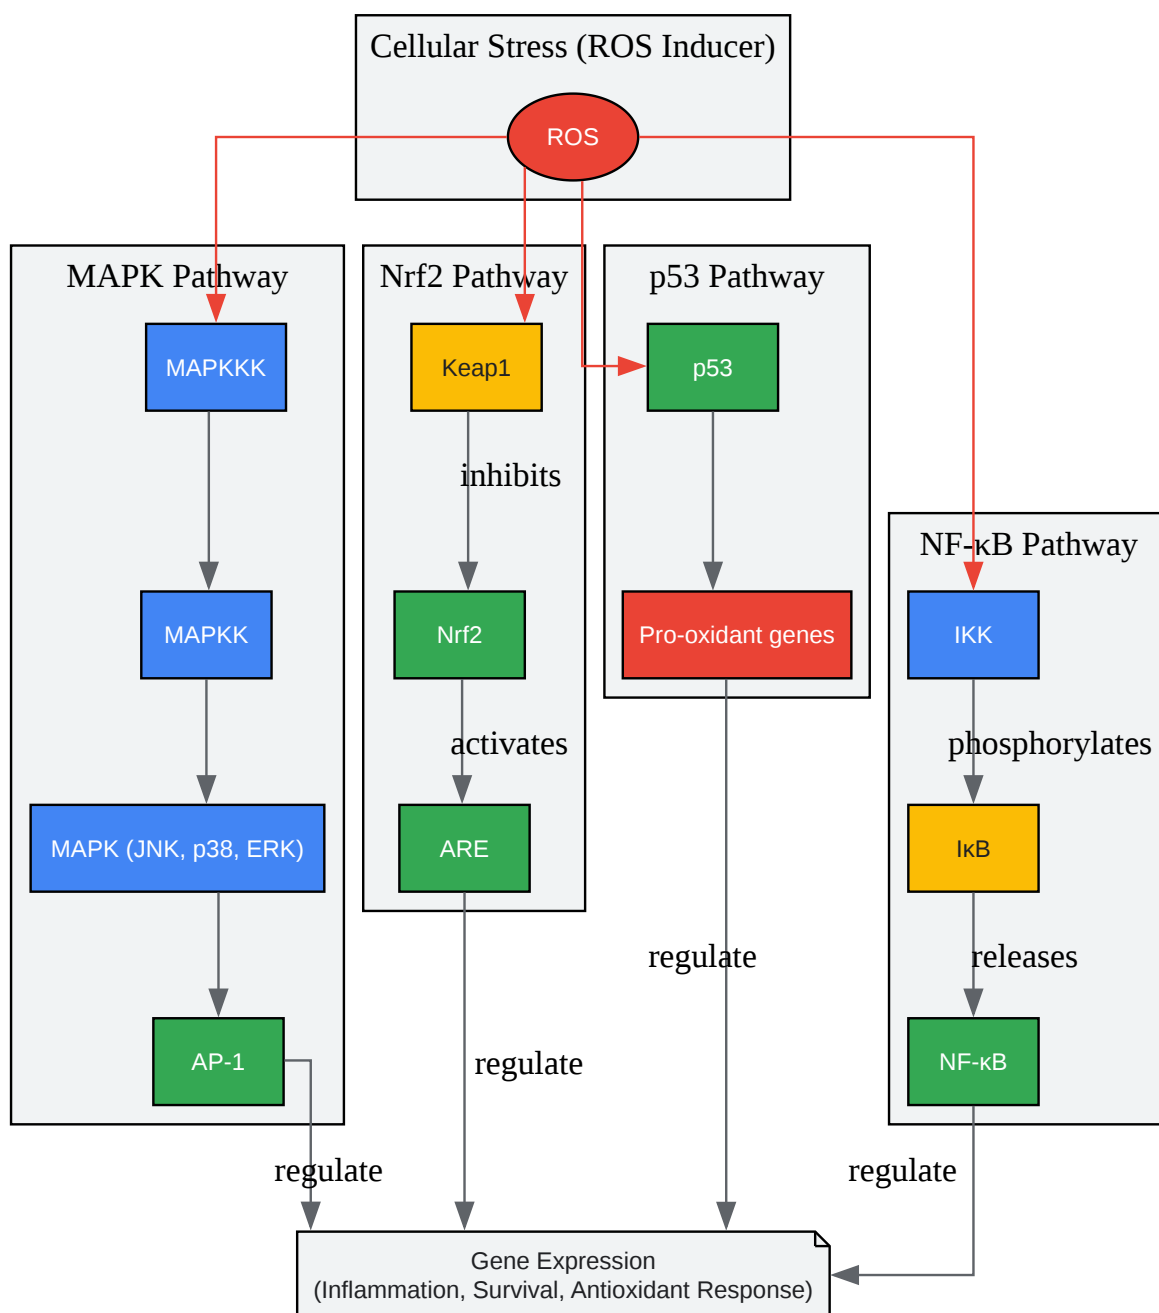 Cellular Stress (ROS Inducer)
ROS
MAPK Pathway
Nrf2 Pathway
p53 Pathway
MAPKKK
Keap1
p53
inhibits
NF-κB Pathway
MAPKK
Nrf2
Pro-oxidant genes
IKK
activates
phosphorylates
MAPK (JNK, p38, ERK)
ARE
IκB
regulate
releases
AP-1
regulate
NF-κB
regulate
regulate
Gene Expression
(Inflammation, Survival, Antioxidant Response)